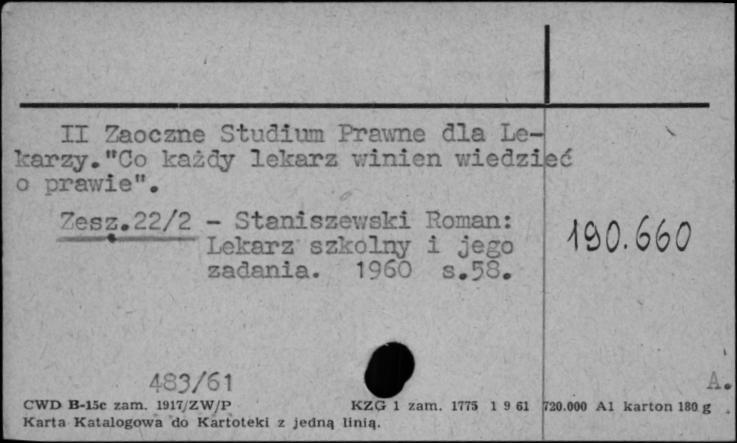 II Zaoczne Studium Prawne dla Le-
karzy."Co każdy lekarz winien wiedzieć
o prawie".
Zesz.22/2 - Staniszewski Roman:
Lekarz szkolny i jego
zadania. 1960 s.58.
190.660
483/61
A.
CWD B-15c zam. 1917/ZW/P KZG 1 zam. 1775 1 9 61 720.000 A1 karton 180 g
Karta Katalogowa do Kartoteki z jedną linią.